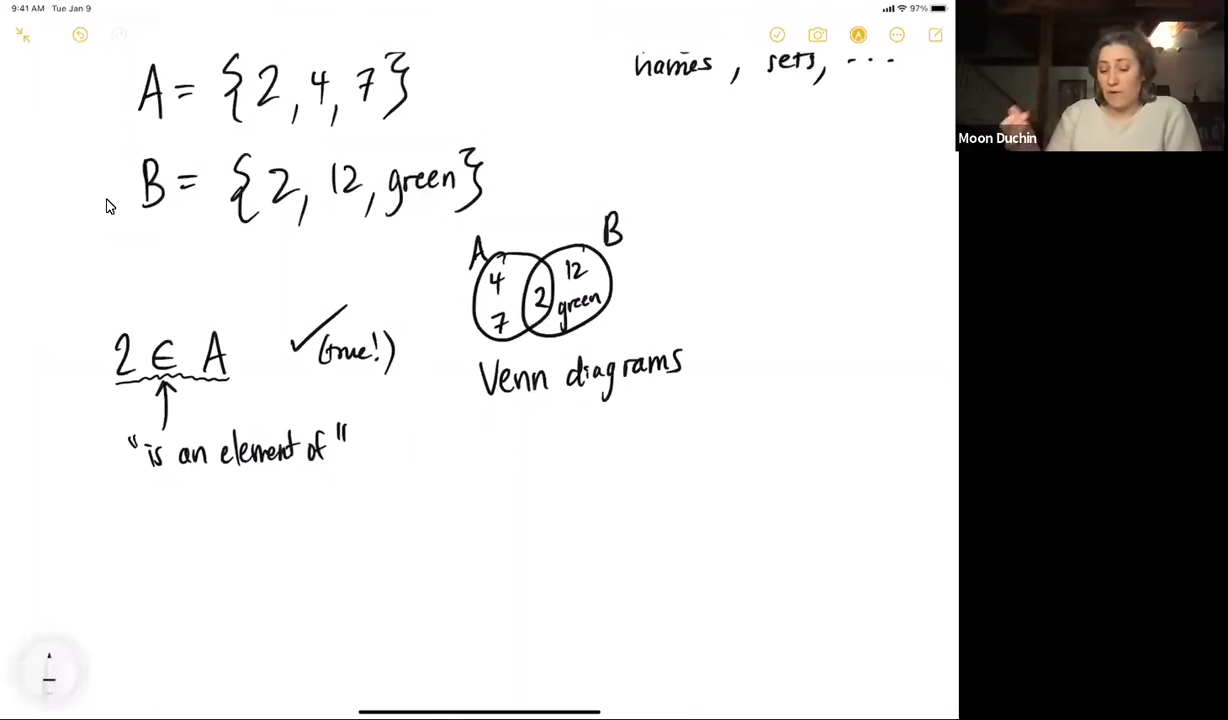 9:41 AM Tue Jan 9
97%
names, sets, ...
A = {2, 4, 7}
Moon Duchin
B = {2, 12, green}
A B
4 2 12
7 green
2 ∈ A ✓ (true!)
Venn diagrams
"is an element of"